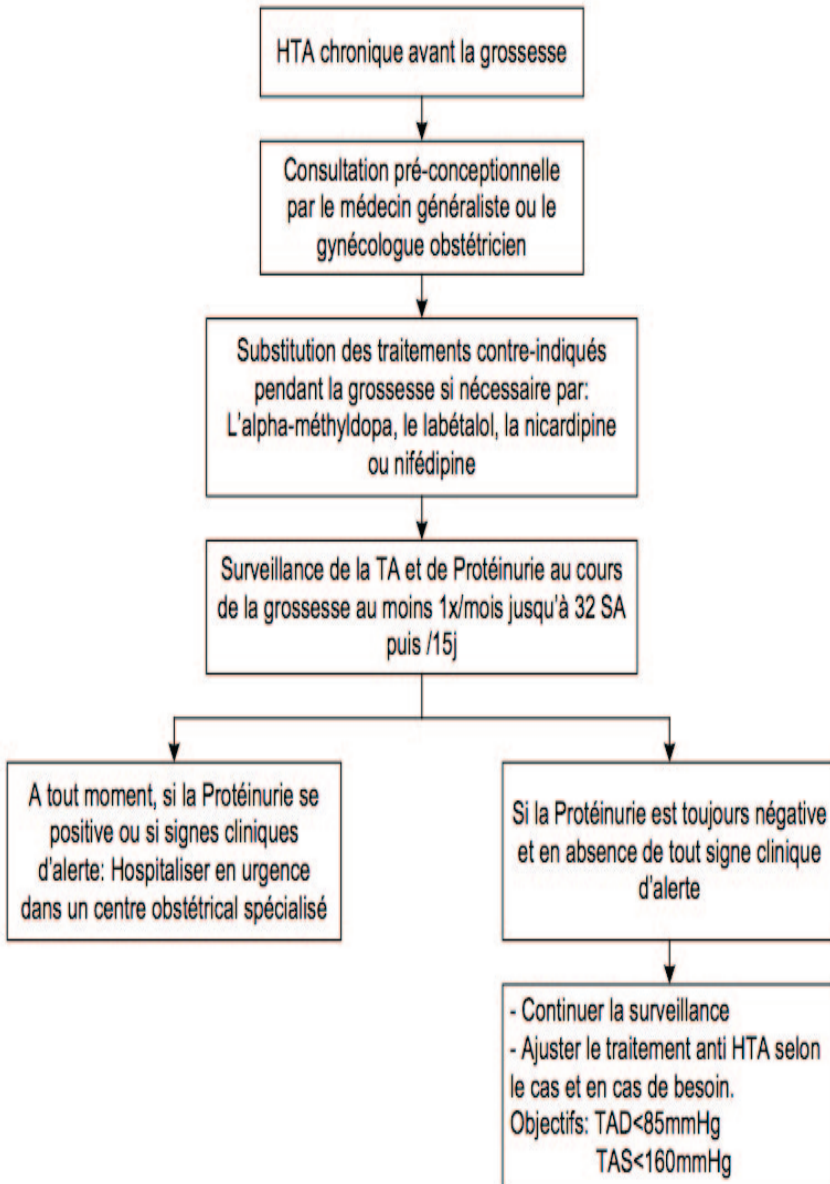 HTA chronique avant la grossesse
Consultation pré-conceptionnelle
par le médecin généraliste ou le
gynécologue obstétricien
Substitution des traitements contre-indiqués
pendant la grossesse si nécessaire par:
L'alpha-méthyldopa, le labétalol, la nicardipine
ou nifédipine
Surveillance de la TA et de Protéinurie au cours
de la grossesse au moins 1x/mois jusqu'à 32 SA
puis /15j
A tout moment, si la Protéinurie se
positive ou si signes cliniques
d'alerte: Hospitaliser en urgence
dans un centre obstétrical spécialisé
Si la Protéinurie est toujours négative
et en absence de tout signe clinique
d'alerte
- Continuer la surveillance
- Ajuster le traitement anti HTA selon
le cas et en cas de besoin.
Objectifs: TAD<85mmHg
TAS<160mmHg